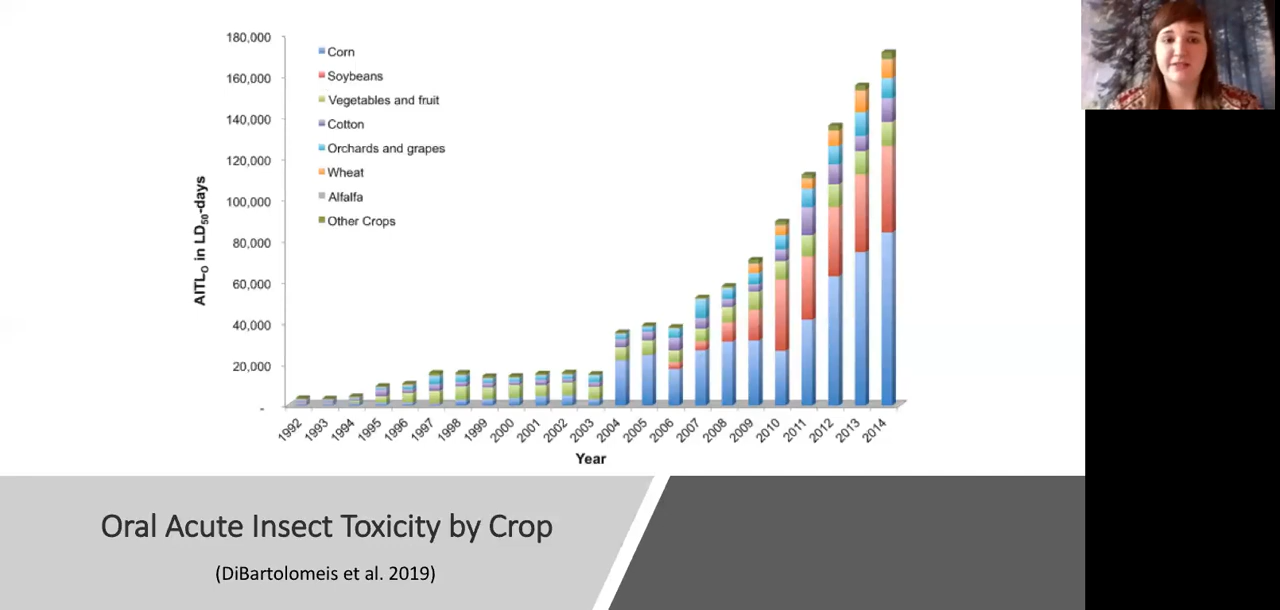 180,000
160,000
140,000
120,000
100,000
80,000
60,000
40,000
20,000
-
AITLO in LD50-days
Corn
Soybeans
Vegetables and fruit
Cotton
Orchards and grapes
Wheat
Alfalfa
Other Crops
1992 1993 1994 1995 1996 1997 1998 1999 2000 2001 2002 2003 2004 2005 2006 2007 2008 2009 2010 2011 2012 2013 2014
Year
Oral Acute Insect Toxicity by Crop
(DiBartolomeis et al. 2019)